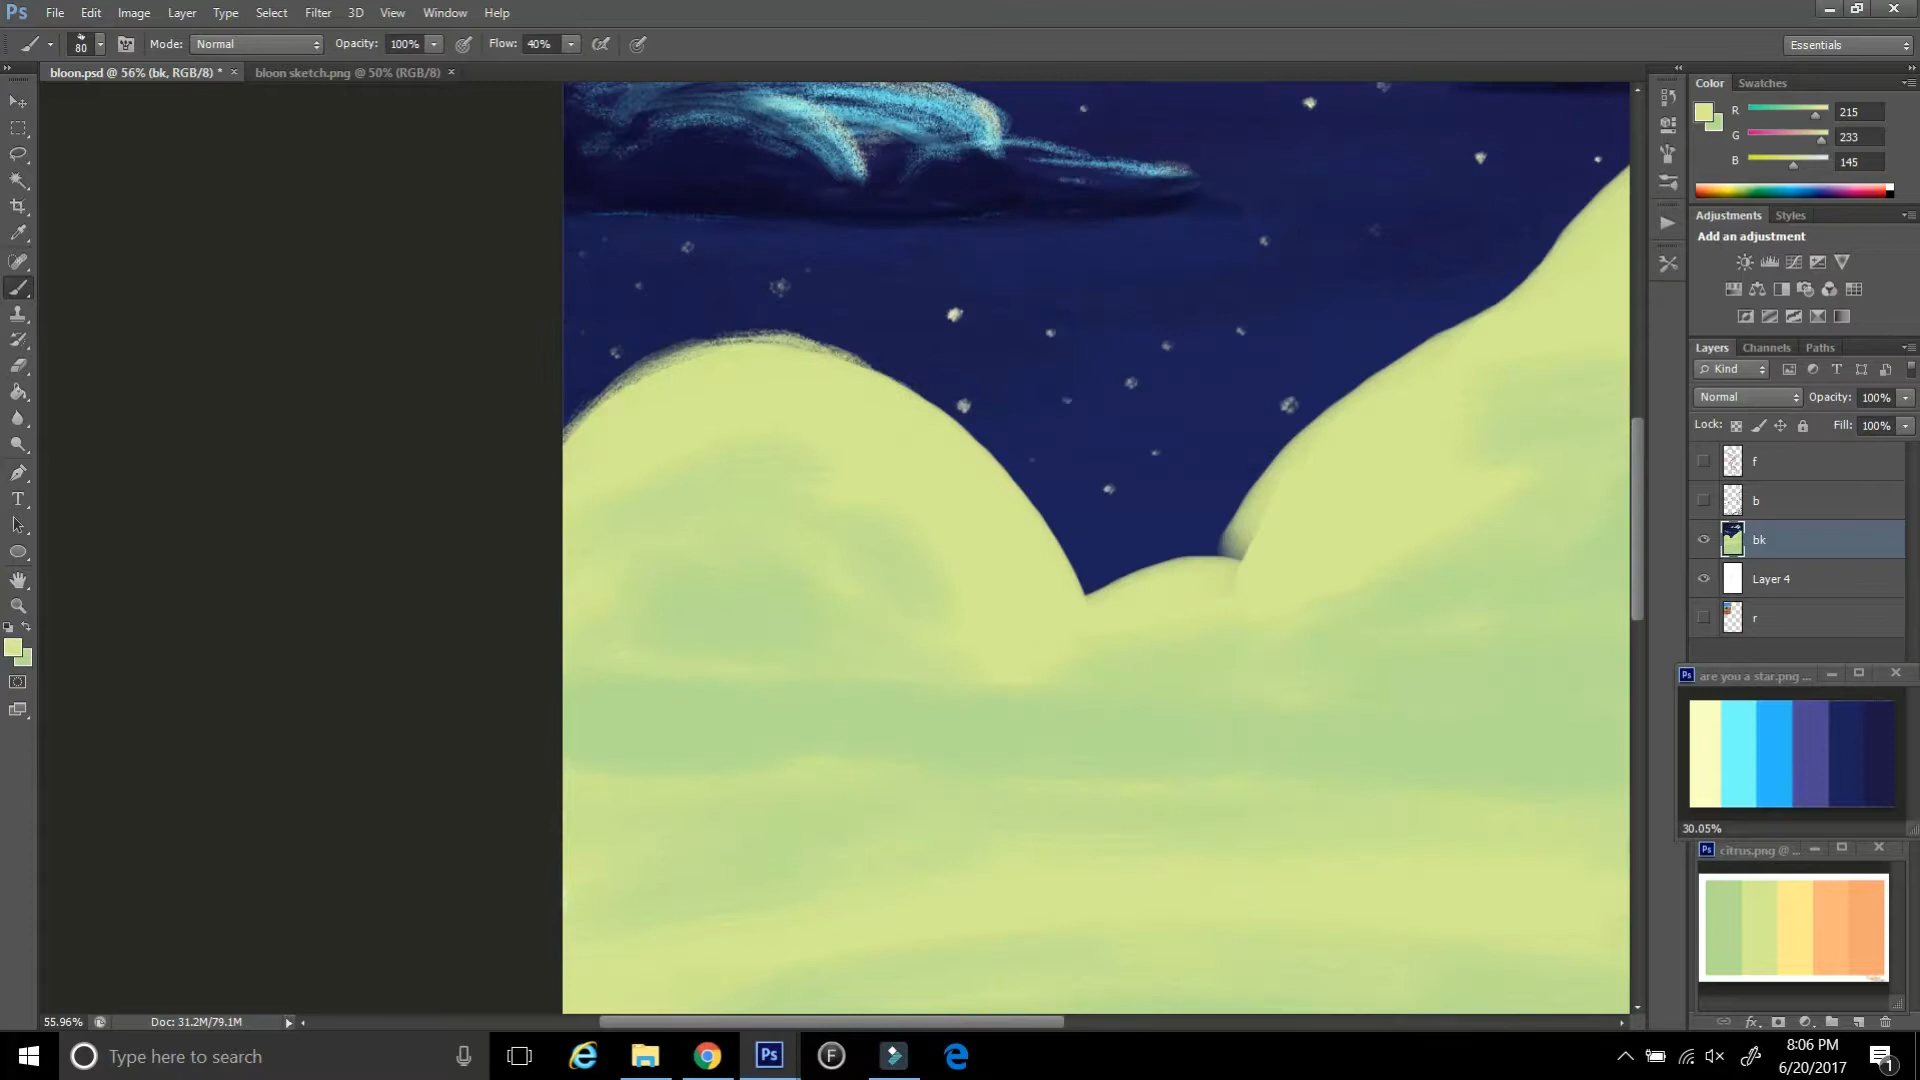 Ps File Edit Image Layer Type Select Filter 3D View Window Help
80 Mode: Normal Opacity: 100% Flow: 40% Essentials
bloon.psd @ 56% (bk, RGB/8) * × bloon sketch.png @ 50% (RGB/8) ×
Color Swatches
R 215
G 233
B 145
Adjustments Styles
Add an adjustment
Layers Channels Paths
Kind
Normal Opacity: 100%
Lock: Fill: 100%
f
b
bk
Layer 4
r
Ps are you a star.png ...
30.05%
Ps citrus.png @ ...
55.96% Doc: 31.2M/79.1M
Type here to search
Ps
F
8:06 PM
6/20/2017
1